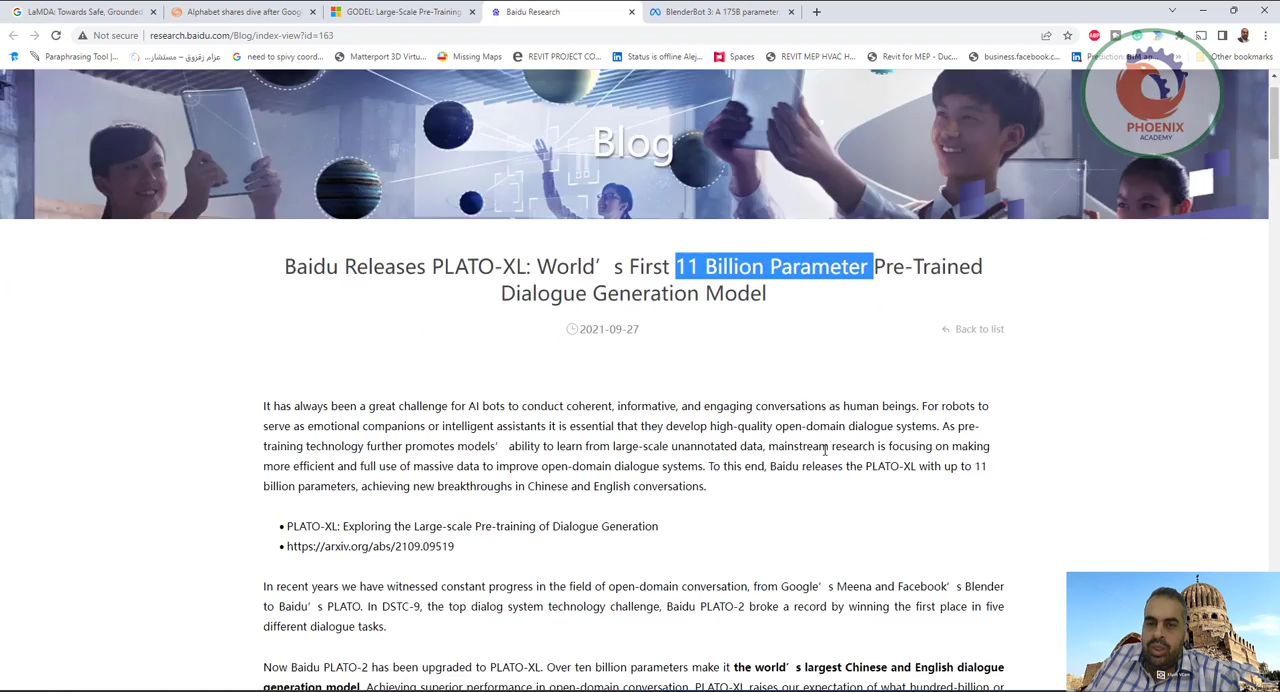 LaMDA: Towards Safe, Grounded
Alphabet shares dive after Goog
GODEL: Large-Scale Pre-Training
Baidu Research
BlenderBot 3: A 175B parameter,
Not secure
research.baidu.com/Blog/index-view?id=163
Paraphrasing Tool |...
need to spivy coord...
Matterport 3D Virtu...
Missing Maps
REVIT PROJECT CO...
Status is offline Alej...
Spaces
REVIT MEP HVAC H...
Revit for MEP - Duc...
business.facebook.c...
Other bookmarks
Blog
PHOENIX
ACADEMY
Baidu Releases PLATO-XL: World's First 11 Billion Parameter Pre-Trained
Dialogue Generation Model
2021-09-27
Back to list
It has always been a great challenge for AI bots to conduct coherent, informative, and engaging conversations as human beings. For robots to
serve as emotional companions or intelligent assistants it is essential that they develop high-quality open-domain dialogue systems. As pre-
training technology further promotes models' ability to learn from large-scale unannotated data, mainstream research is focusing on making
more efficient and full use of massive data to improve open-domain dialogue systems. To this end, Baidu releases the PLATO-XL with up to 11
billion parameters, achieving new breakthroughs in Chinese and English conversations.
• PLATO-XL: Exploring the Large-scale Pre-training of Dialogue Generation
• https://arxiv.org/abs/2109.09519
In recent years we have witnessed constant progress in the field of open-domain conversation, from Google's Meena and Facebook's Blender
to Baidu's PLATO. In DSTC-9, the top dialog system technology challenge, Baidu PLATO-2 broke a record by winning the first place in five
different dialogue tasks.
Now Baidu PLATO-2 has been upgraded to PLATO-XL. Over ten billion parameters make it the world's largest Chinese and English dialogue
generation model. Achieving superior performance in open-domain conversation, PLATO-XL raises our expectation of what hundred-billion or